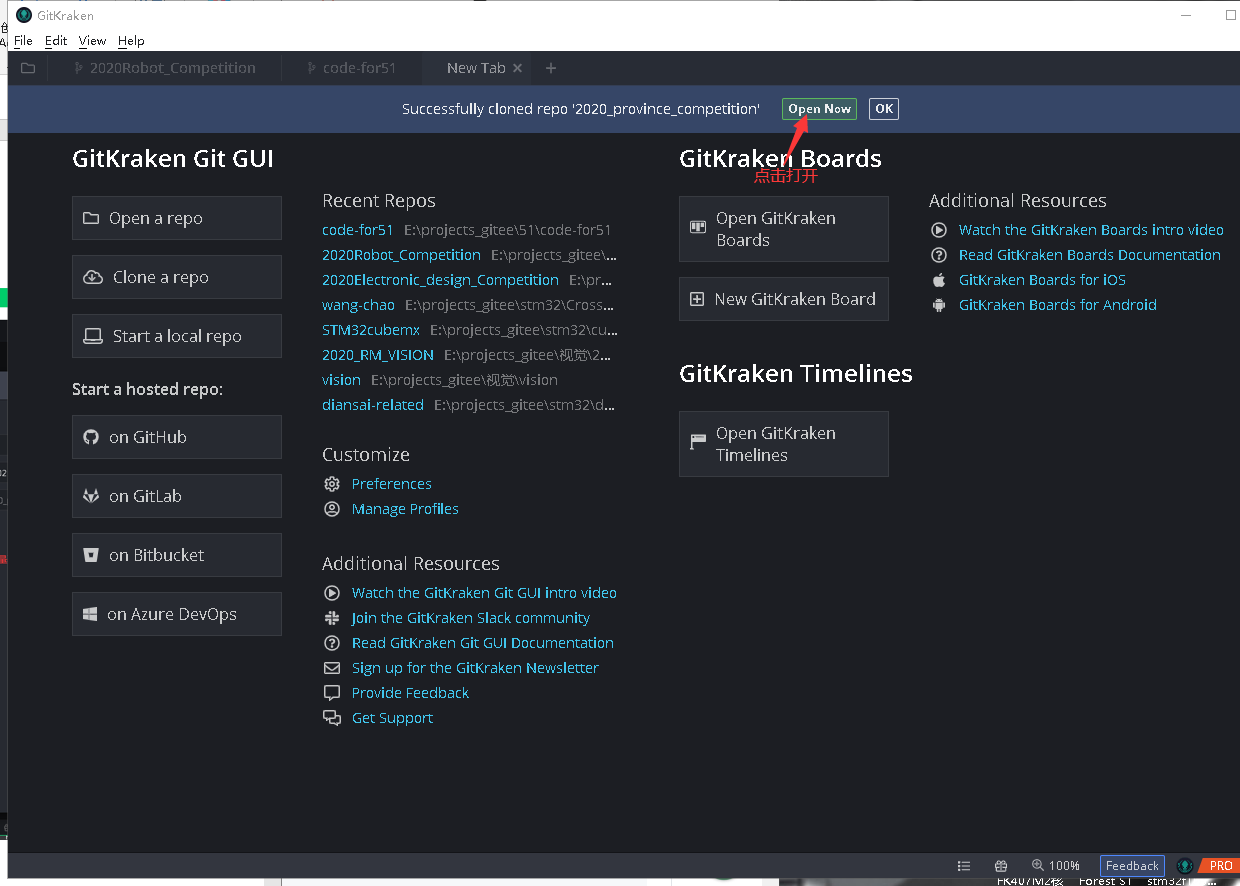 GitKraken
File Edit View Help
2020Robot_Competition code-for51 New Tab
Successfully cloned repo '2020_province_competition' Open Now OK
点击打开
GitKraken Git GUI
Open a repo
Clone a repo
Start a local repo
Start a hosted repo:
on GitHub
on GitLab
on Bitbucket
on Azure DevOps
Recent Repos
code-for51 E:\projects_gitee\51\code-for51
2020Robot_Competition E:\projects_gitee\...
2020Electronic_design_Competition E:\pr...
wang-chao E:\projects_gitee\stm32\Cross...
STM32cubemx E:\projects_gitee\stm32\cu...
2020_RM_VISION E:\projects_gitee\视觉\2...
vision E:\projects_gitee\视觉\vision
diansai-related E:\projects_gitee\stm32\d...
Customize
Preferences
Manage Profiles
Additional Resources
Watch the GitKraken Git GUI intro video
Join the GitKraken Slack community
Read GitKraken Git GUI Documentation
Sign up for the GitKraken Newsletter
Provide Feedback
Get Support
GitKraken Boards
Open GitKraken
Boards
New GitKraken Board
Additional Resources
Watch the GitKraken Boards intro video
Read GitKraken Boards Documentation
GitKraken Boards for iOS
GitKraken Boards for Android
GitKraken Timelines
Open GitKraken
Timelines
100% Feedback PRO